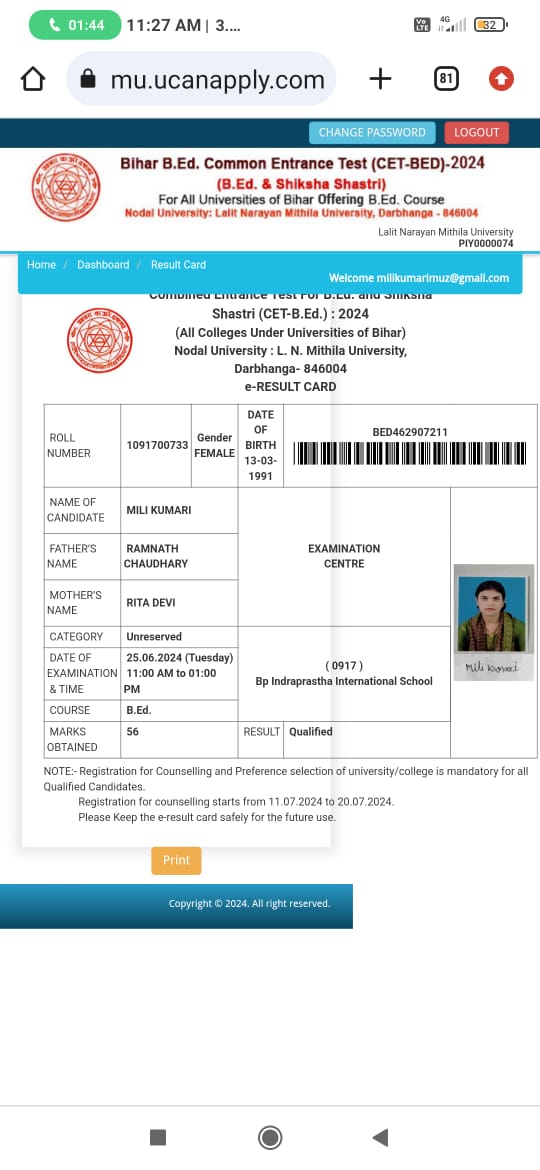 01:44 11:27 AM | 3....
Vo LTE 4G 32
mu.ucanapply.com 81
CHANGE PASSWORD LOGOUT
Bihar B.Ed. Common Entrance Test (CET-BED)-2024
(B.Ed. & Shiksha Shastri)
For All Universities of Bihar Offering B.Ed. Course
Nodal University: Lalit Narayan Mithila University, Darbhanga - 846004
Lalit Narayan Mithila University
PIY0000074
Home / Dashboard / Result Card
Welcome milikumarimuz@gmail.com
Combined Entrance Test For B.Ed. and Shiksha
Shastri (CET-B.Ed.) : 2024
(All Colleges Under Universities of Bihar)
Nodal University : L. N. Mithila University,
Darbhanga- 846004
e-RESULT CARD
ROLL NUMBER 1091700733 Gender FEMALE DATE OF BIRTH 13-03-1991 BED462907211
NAME OF CANDIDATE MILI KUMARI
FATHER'S NAME RAMNATH CHAUDHARY
EXAMINATION CENTRE
MOTHER'S NAME RITA DEVI
Mili Kumari
CATEGORY Unreserved
DATE OF EXAMINATION & TIME 25.06.2024 (Tuesday) 11:00 AM to 01:00 PM
( 0917 )
Bp Indraprastha International School
COURSE B.Ed.
MARKS OBTAINED 56 RESULT Qualified
NOTE:- Registration for Counselling and Preference selection of university/college is mandatory for all
Qualified Candidates.
Registration for counselling starts from 11.07.2024 to 20.07.2024.
Please Keep the e-result card safely for the future use.
Print
Copyright © 2024. All right reserved.